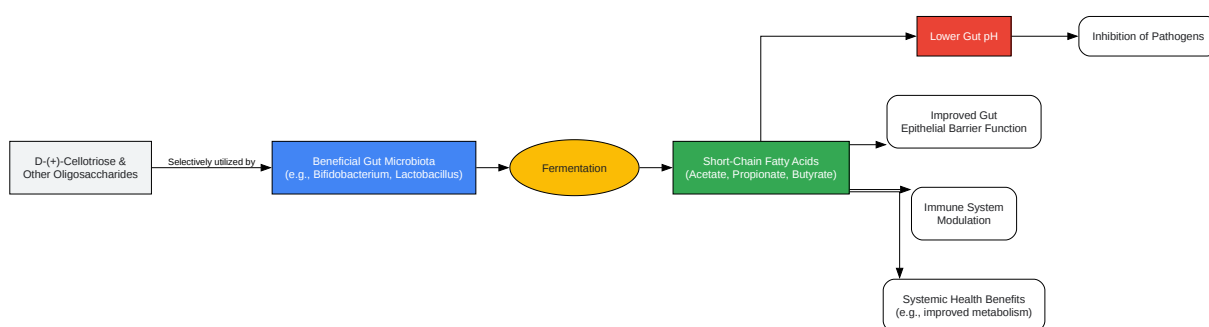 Lower Gut pH
Inhibition of Pathogens
Improved Gut
Epithelial Barrier Function
D-(+)-Cellotriose &
Other Oligosaccharides
Selectively utilized by
Beneficial Gut Microbiota
(e.g., Bifidobacterium, Lactobacillus)
Fermentation
Short-Chain Fatty Acids
(Acetate, Propionate, Butyrate)
Immune System
Modulation
Systemic Health Benefits
(e.g., improved metabolism)